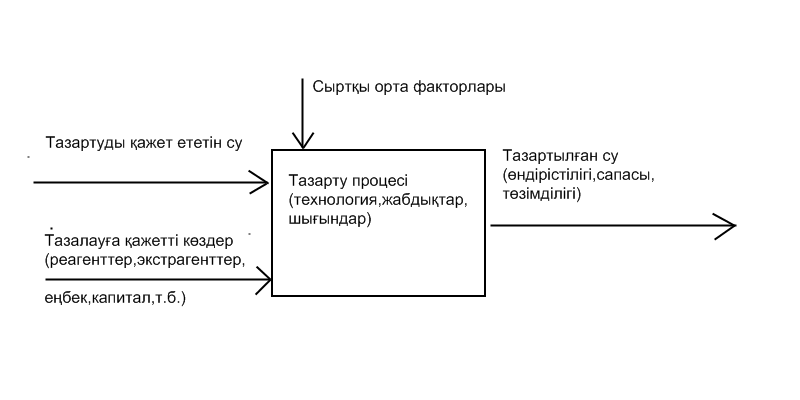 Сыртқы орта факторлары
Тазартуды қажет ететін су
Тазарту процесі
(технология,жабдықтар,
шығындар)
Тазартылған су
(өндірістілігі,сапасы,
төзімділігі)
Тазалауға қажетті көздер
(реагенттер,экстрагенттер,
еңбек,капитал,т.б.)